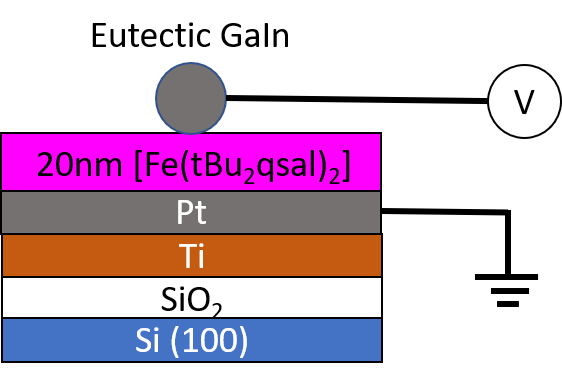 Eutectic GaIn
V
20nm [Fe(tBu₂qsal)₂]
Pt
Ti
SiO₂
Si (100)